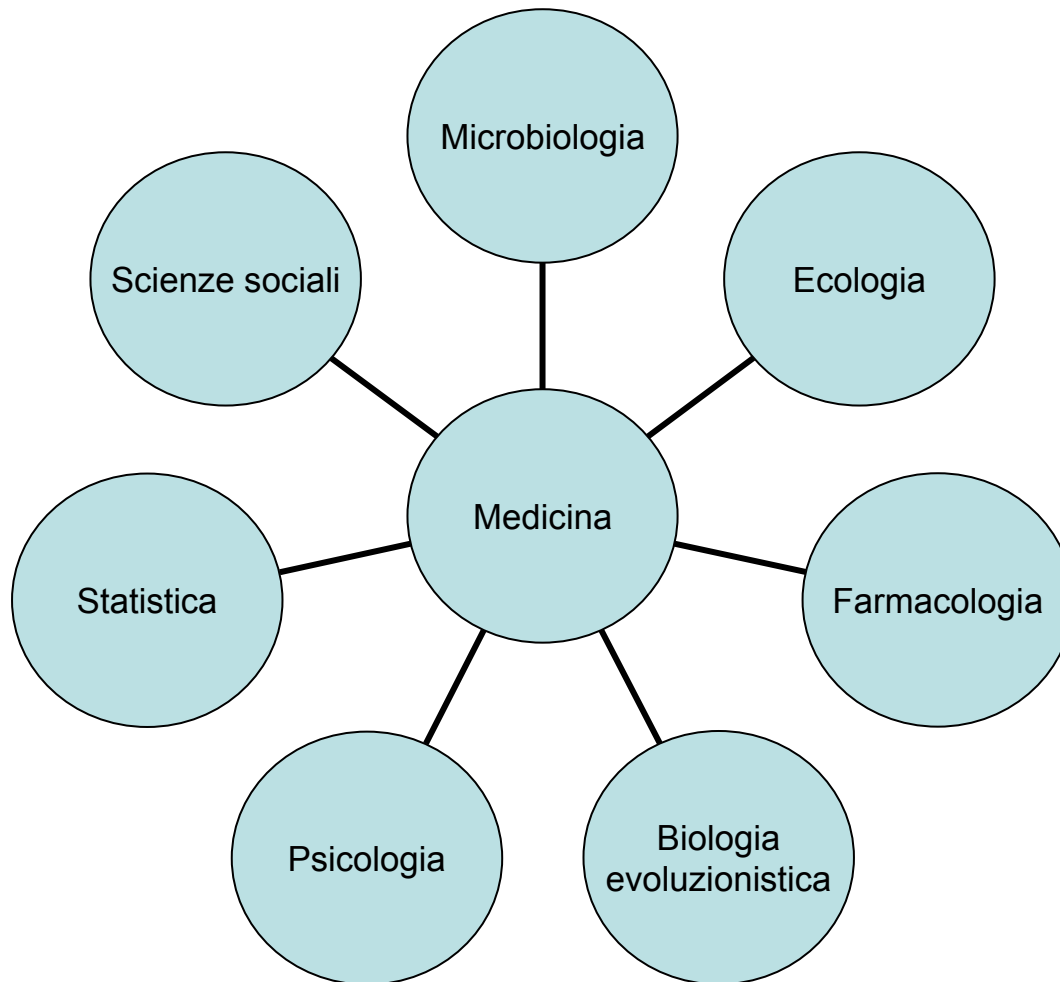 Microbiologia
Scienze sociali
Ecologia
Medicina
Statistica
Farmacologia
Psicologia
Biologia
evoluzionistica